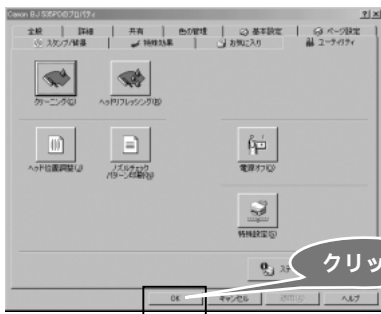 Canon BJ 535PDのプロパティ
全般 詳細 共有 色の管理 基本設定 ページ設定
スタンプ/背景 特殊効果 お気に入り ユーティリティ
クリーニング(C) ヘッドリフレッシング(B)
ヘッド位置調整(J) ノズルチェック 電源オフ(O)
パターン印刷(N)
特殊設定(S)
ス
クリッ
OK キャンセル ヘルプ